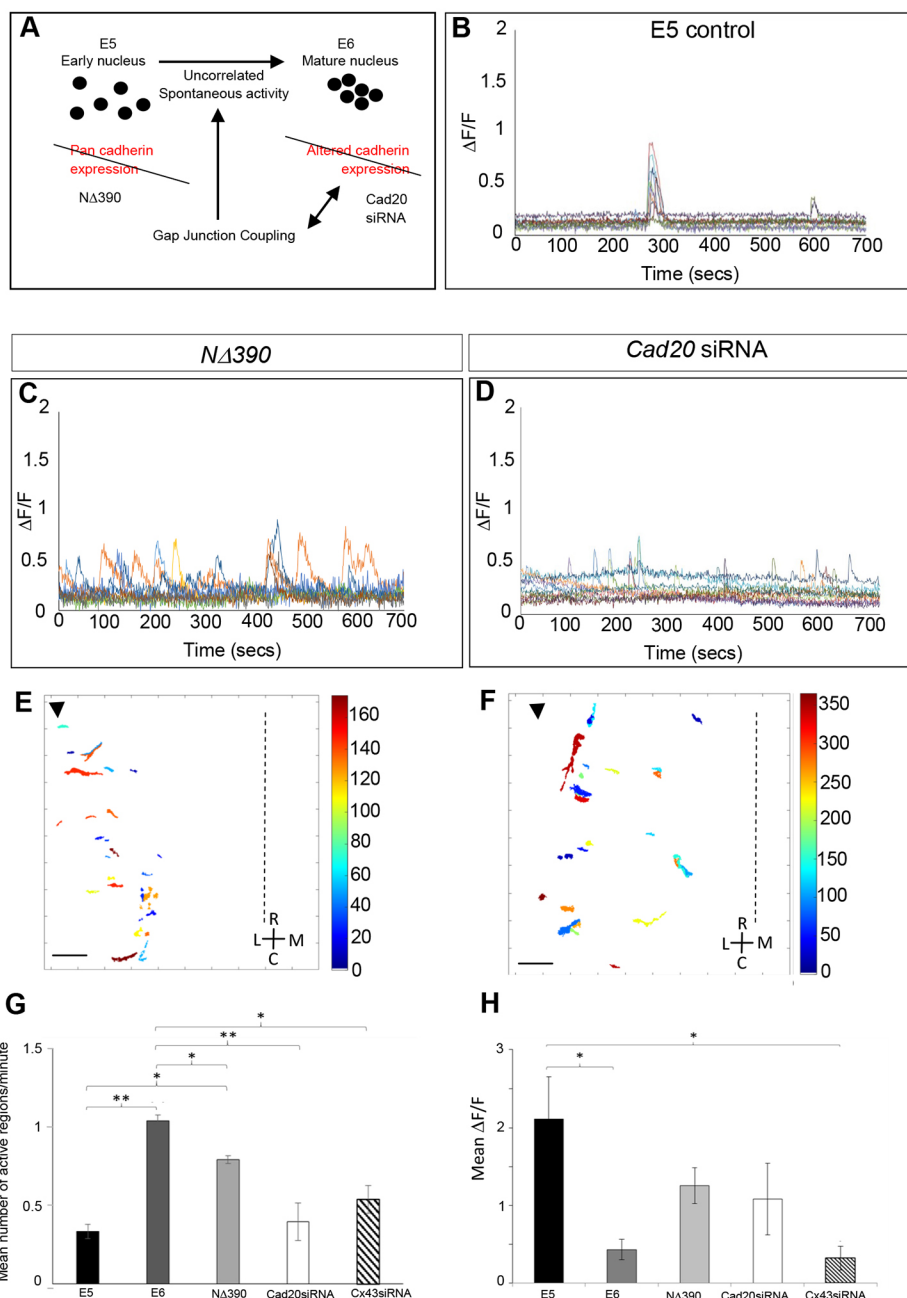 A
E5
Early nucleus
E6
Mature nucleus
Uncorrelated
Spontaneous activity
Pan cadherin
expression
NΔ390
Altered cadherin
expression
Cad20
siRNA
Gap Junction Coupling
B
E5 control
ΔF/F
2
1.5
1
0.5
0
0 100 200 300 400 500 600 700
Time (secs)
NΔ390
Cad20 siRNA
C
ΔF/F
2
1.5
1
0.5
0
0 100 200 300 400 500 600 700
Time (secs)
D
ΔF/F
2
1.5
1
0.5
0
0 100 200 300 400 500 600 700
Time (secs)
E
R
L M
C
160
140
120
100
80
60
40
20
0
F
R
L M
C
350
300
250
200
150
100
50
0
G
Mean number of active regions/minute
1.5
1
0.5
0
*
**
*
*
**
E5 E6 NΔ390 Cad20siRNA Cx43siRNA
H
Mean ΔF/F
3
2
1
0
*
*
E5 E6 NΔ390 Cad20siRNA Cx43siRNA